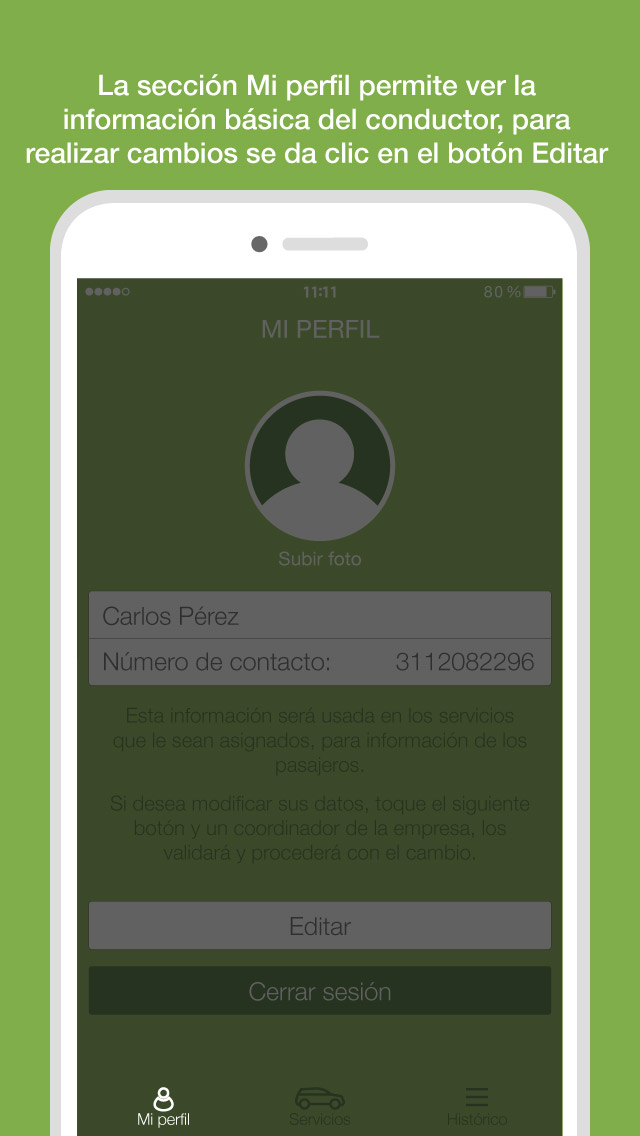 La sección Mi perfil permite ver la
información básica del conductor, para
realizar cambios se da clic en el botón Editar
11:11
80 %
MI PERFIL
Subir foto
Carlos Pérez
Número de contacto: 3112082296
Esta información será usada en los servicios
que le sean asignados, para información de los
pasajeros.
Si desea modificar sus datos, toque el siguiente
botón y un coordinador de la empresa, los
validará y procederá con el cambio.
Editar
Cerrar sesión
Mi perfil
Servicios
Histórico